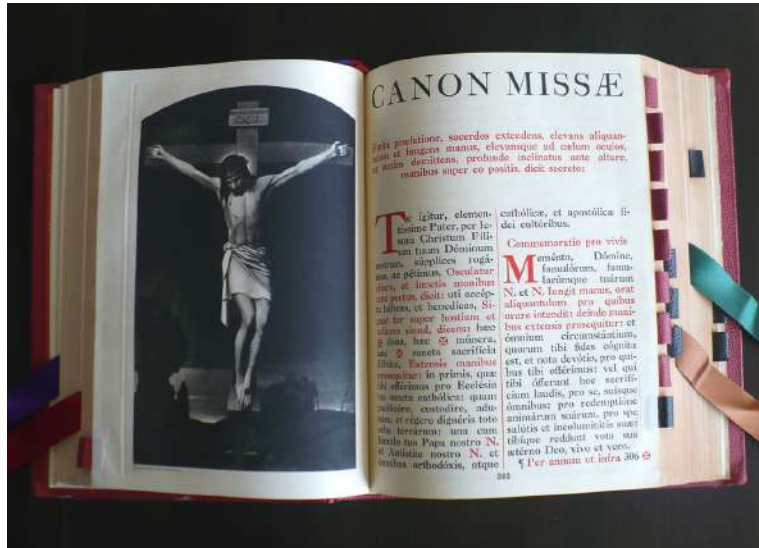 CANON MISSÆ
Finita præfatione, sacerdos extendens, elevans aliquan-
tulum et iungens manus, elevansque ad cælum oculos,
et statim demittens, profunde inclinatus ante altare,
manibus super eo positis, dicit secreto:
Te ígitur, clemen-
tíssime Pater, per Ie-
sum Christum Fíli-
um tuum Dóminum
nostrum, súpplices rogá-
mus, ac pétimus, Osculatur
altare, et iunctis manibus
ante pectus, dicit: uti accép-
ta hábeas, et benedícas, Si-
gnat ter super hostiam et
calicem simul, dicens: hæc
✠ dona, hæc ✠ múnera,
hæc ✠ sancta sacrifícia
illibáta, Extensis manibus
prosequitur: in primis, quæ
tibi offérimus pro Ecclésia
tua sancta cathólica: quam
pacificáre, custodíre, adu-
náre, et régere dignéris toto
orbe terrárum: una cum
fámulo tuo Papa nostro N.
et Antístite nostro N. et
ómnibus orthodóxis, atque
cathólicæ, et apostólicæ fí-
dei cultóribus.
Commemoratio pro vivis
Meménto, Dómine,
famulórum, famu-
larúmque tuárum
N. et N. Iungit manus, orat
aliquantulum pro quibus
orare intendit: deinde mani-
bus extensis prosequitur: et
ómnium circumstántium,
quorum tibi fides cógnita
est, et nota devótio, pro qui-
bus tibi offérimus: vel qui
tibi ófferunt hoc sacrifí-
cium laudis, pro se, suísque
ómnibus: pro redemptióne
animárum suárum, pro spe
salútis et incolumitátis suæ:
tibíque reddunt vota sua
ætérno Deo, vivo et vero.
¶ Per annum ut infra 306 ✠